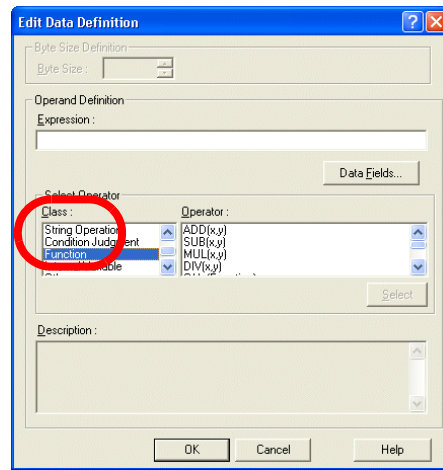 Edit Data Definition
Byte Size Definition
Byte Size :
Operand Definition
Expression :
Data Fields...
Select Operator
Class :
Operator :
String Operation
Condition Judgment
Function
ADD(x,y)
SUB(x,y)
MUL(x,y)
DIV(x,y)
Select
Description :
OK
Cancel
Help